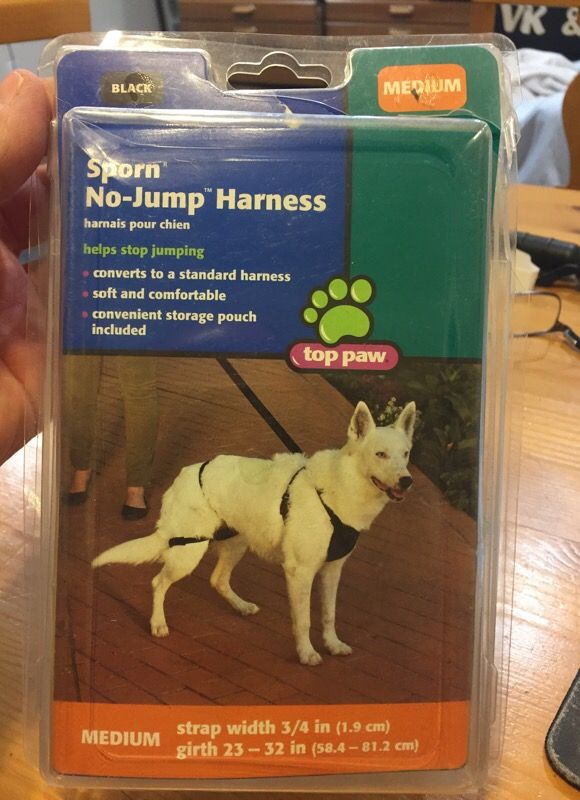 VK &
BLACK
MEDIUM
Sporn®
No-Jump™ Harness
harnais pour chien
helps stop jumping
• converts to a standard harness
• soft and comfortable
• convenient storage pouch
included
top paw
MEDIUM
strap width 3/4 in (1.9 cm)
girth 23 – 32 in (58.4 – 81.2 cm)